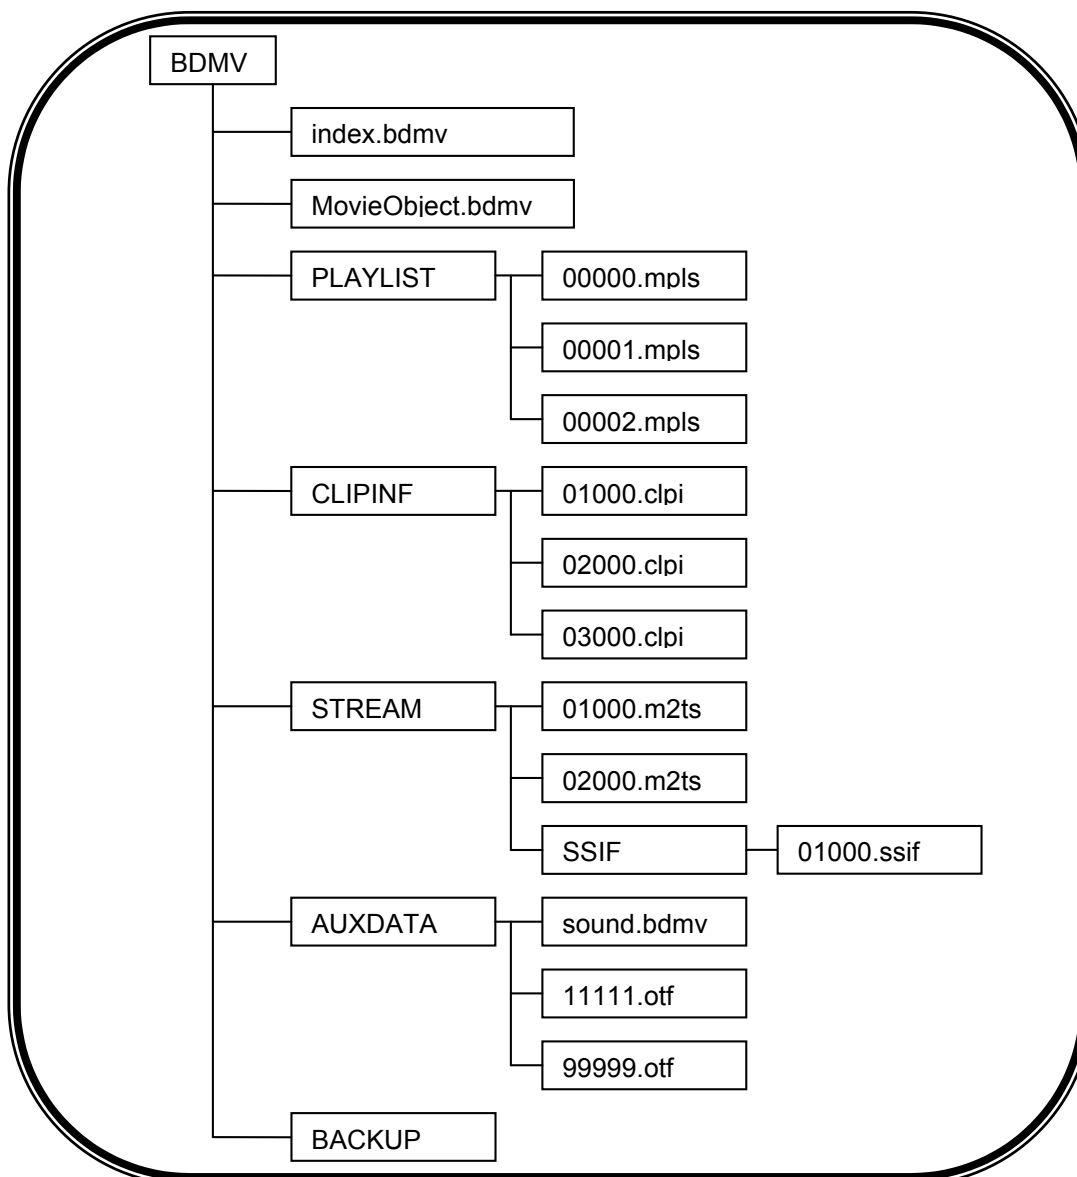 BDMV
index.bdmv
MovieObject.bdmv
PLAYLIST
00000.mpls
00001.mpls
00002.mpls
CLIPINF
01000.clpi
02000.clpi
03000.clpi
STREAM
01000.m2ts
02000.m2ts
SSIF
01000.ssif
AUXDATA
sound.bdmv
11111.otf
99999.otf
BACKUP